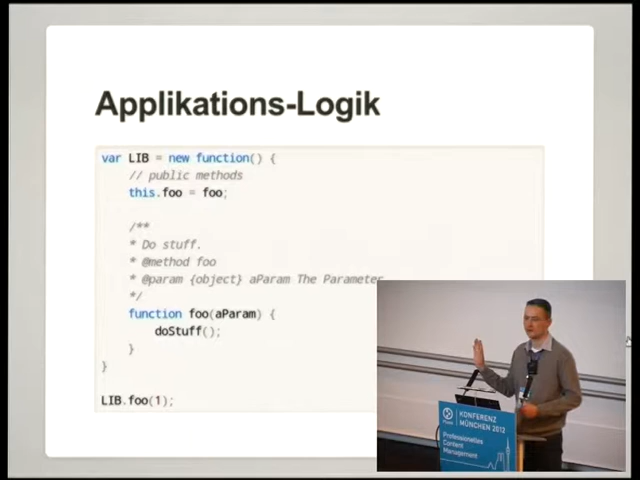 Applikations-Logik
var LIB = new function() {
// public methods
this.foo = foo;
/**
* Do stuff.
* @method foo
* @param {object} aParam The Parameter
*/
function foo(aParam) {
doStuff();
}
}
LIB.foo(1);
KONFERENZ
MÜNCHEN 2012
Professionelles
Content
Management